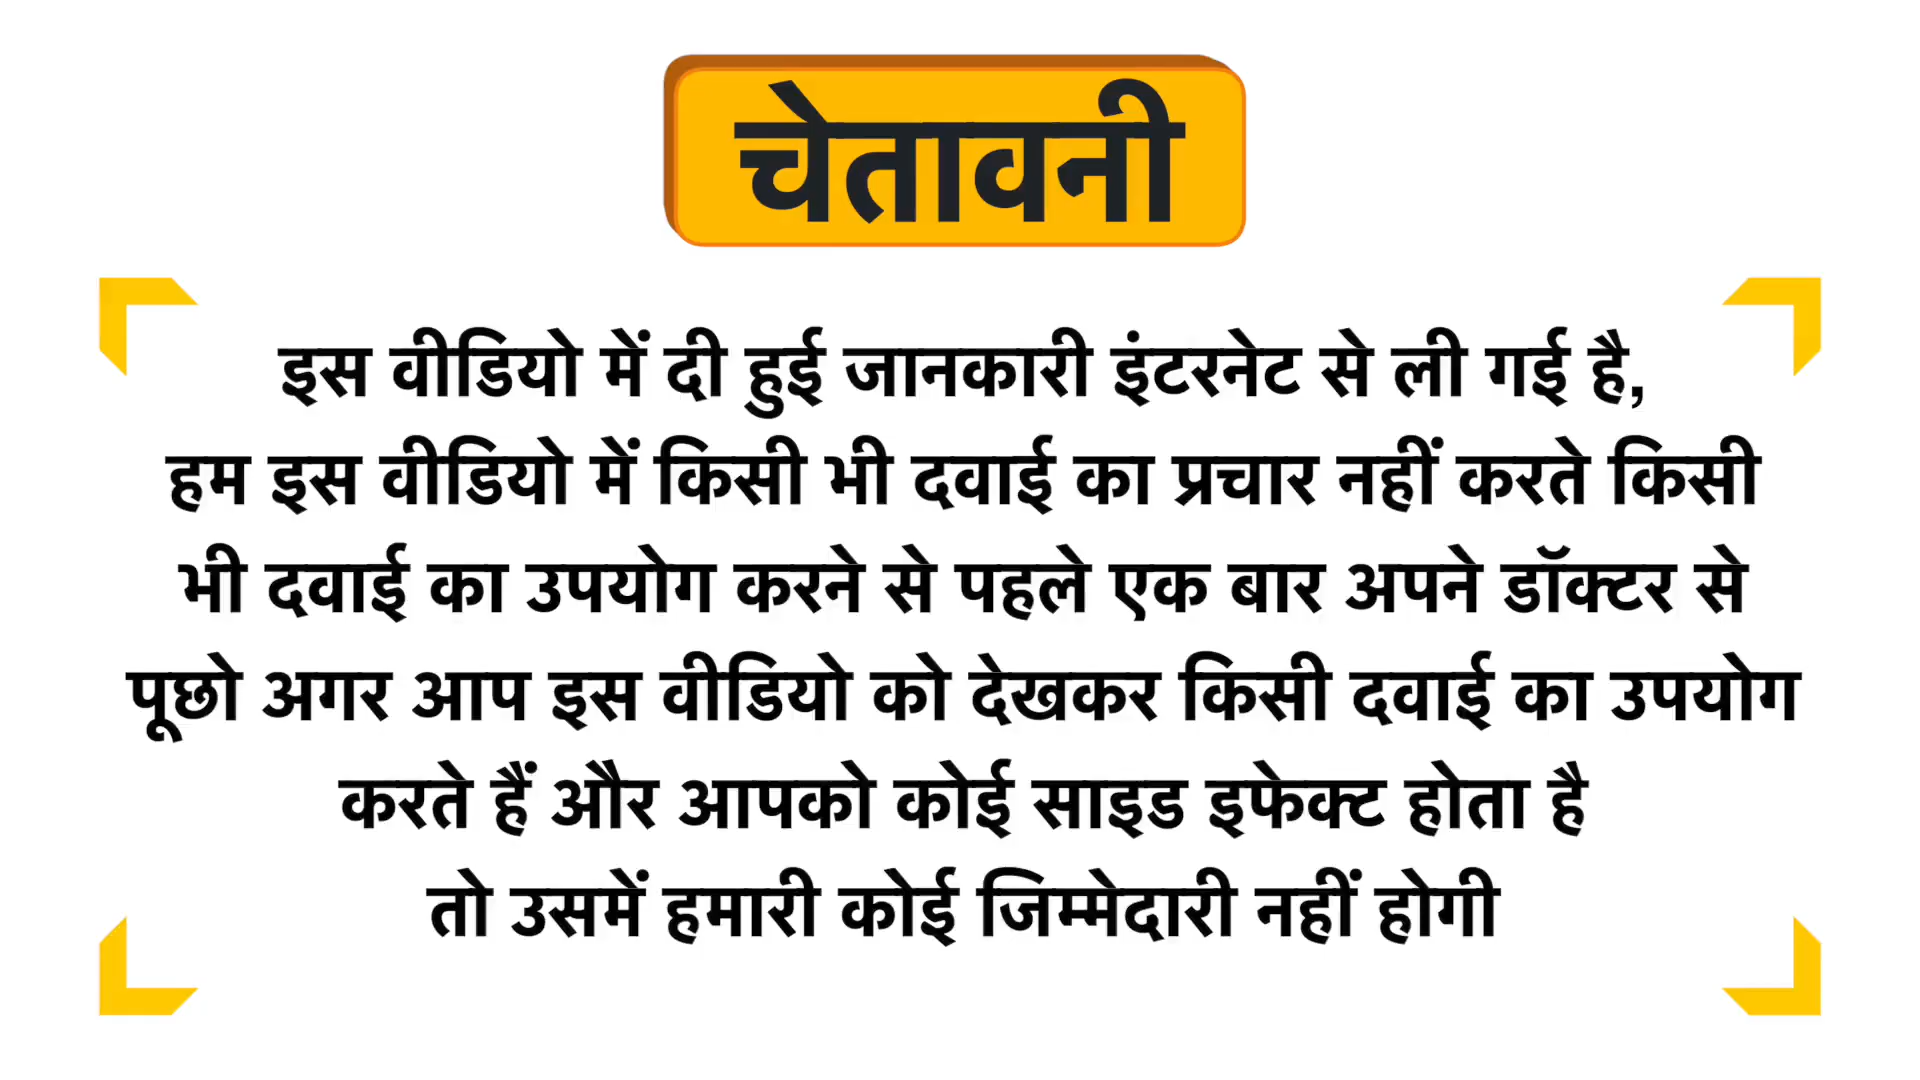 चेतावनी
इस वीडियो में दी हुई जानकारी इंटरनेट से ली गई है,
हम इस वीडियो में किसी भी दवाई का प्रचार नहीं करते किसी
भी दवाई का उपयोग करने से पहले एक बार अपने डॉक्टर से
पूछो अगर आप इस वीडियो को देखकर किसी दवाई का उपयोग
करते हैं और आपको कोई साइड इफेक्ट होता है
तो उसमें हमारी कोई जिम्मेदारी नहीं होगी